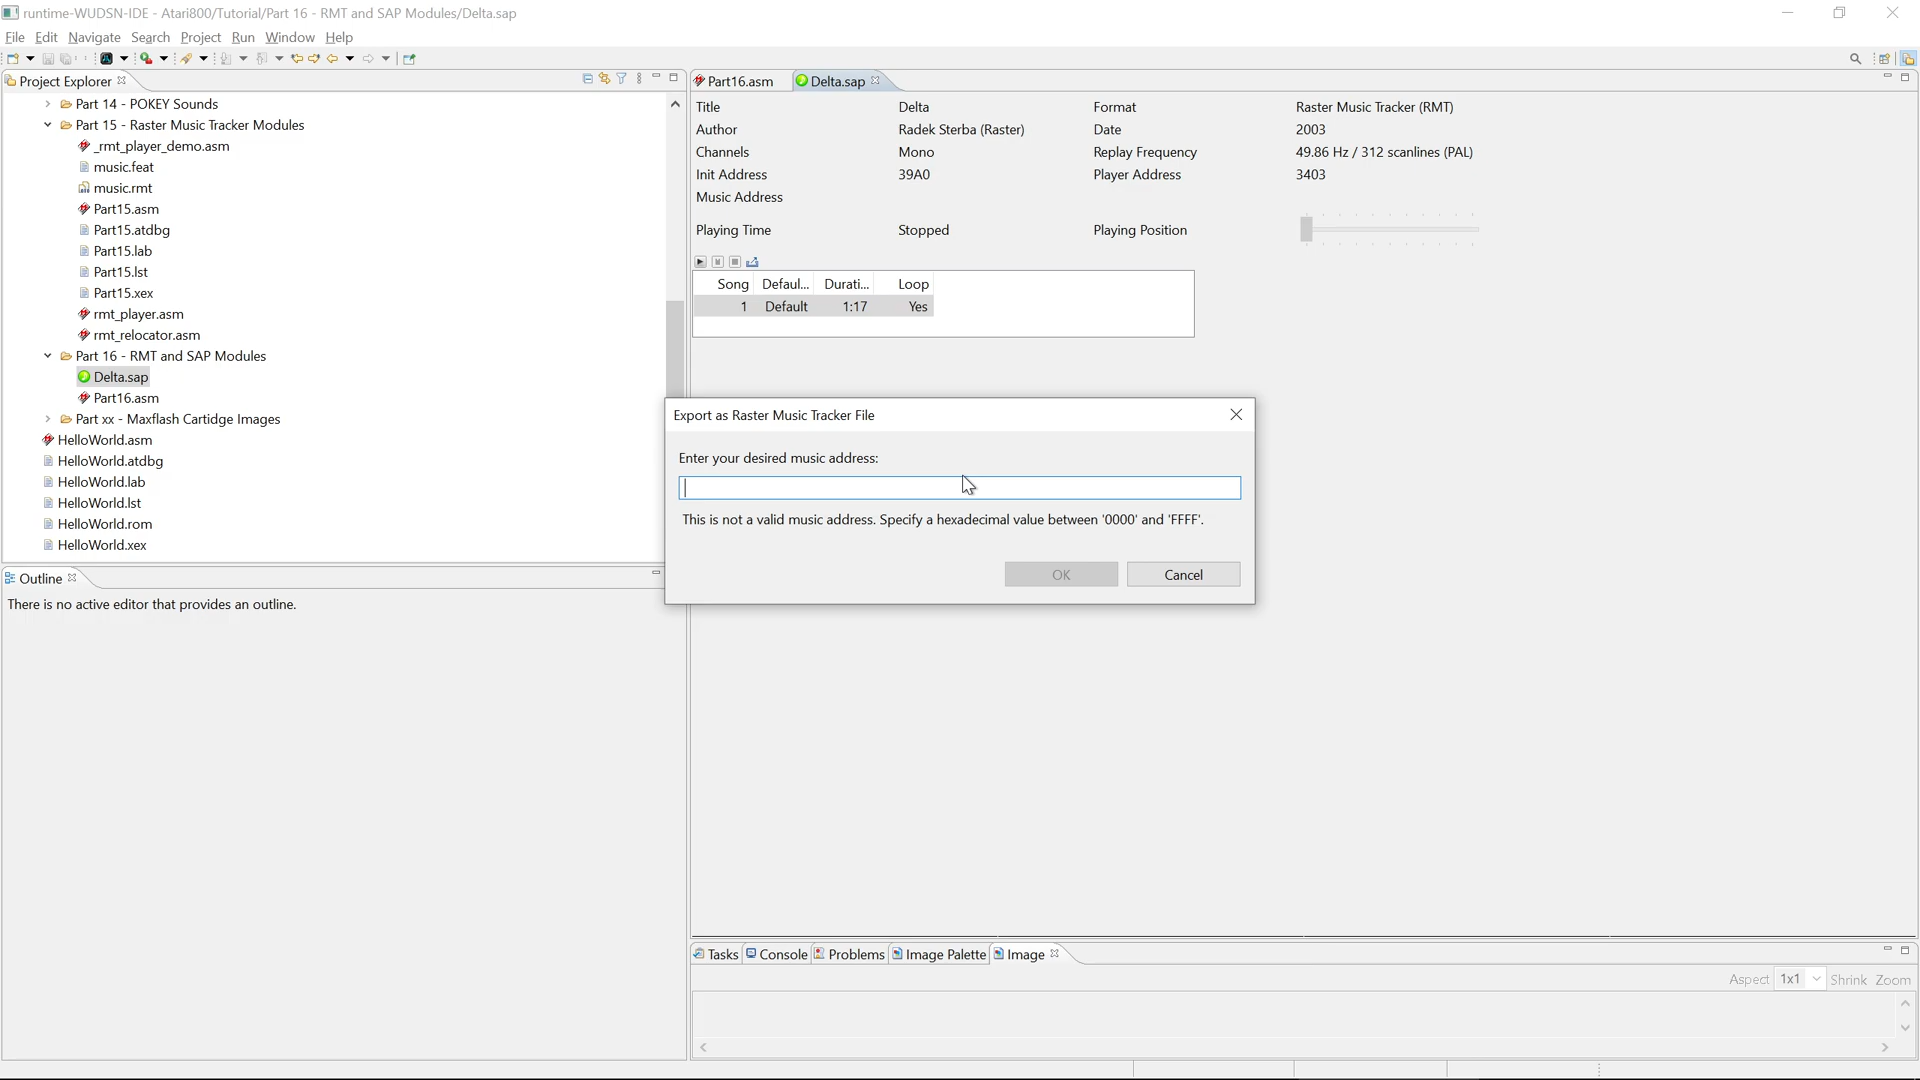 runtime-WUDSN-IDE - Atari800/Tutorial/Part 16 - RMT and SAP Modules/Delta.sap
File Edit Navigate Search Project Run Window Help
Project Explorer
Part 14 - POKEY Sounds
Part 15 - Raster Music Tracker Modules
_rmt_player_demo.asm
music.feat
music.rmt
Part15.asm
Part15.atdbg
Part15.lab
Part15.lst
Part15.xex
rmt_player.asm
rmt_relocator.asm
Part 16 - RMT and SAP Modules
Delta.sap
Part16.asm
Part xx - Maxflash Cartidge Images
HelloWorld.asm
HelloWorld.atdbg
HelloWorld.lab
HelloWorld.lst
HelloWorld.rom
HelloWorld.xex
Outline
There is no active editor that provides an outline.
Part16.asm Delta.sap
Title Delta Format Raster Music Tracker (RMT)
Author Radek Sterba (Raster) Date 2003
Channels Mono Replay Frequency 49.86 Hz / 312 scanlines (PAL)
Init Address 39A0 Player Address 3403
Music Address
Playing Time Stopped Playing Position
Song Defaul... Durati... Loop
1 Default 1:17 Yes
Export as Raster Music Tracker File
Enter your desired music address:
This is not a valid music address. Specify a hexadecimal value between '0000' and 'FFFF'.
OK Cancel
Tasks Console Problems Image Palette Image
Aspect 1x1 Shrink Zoom